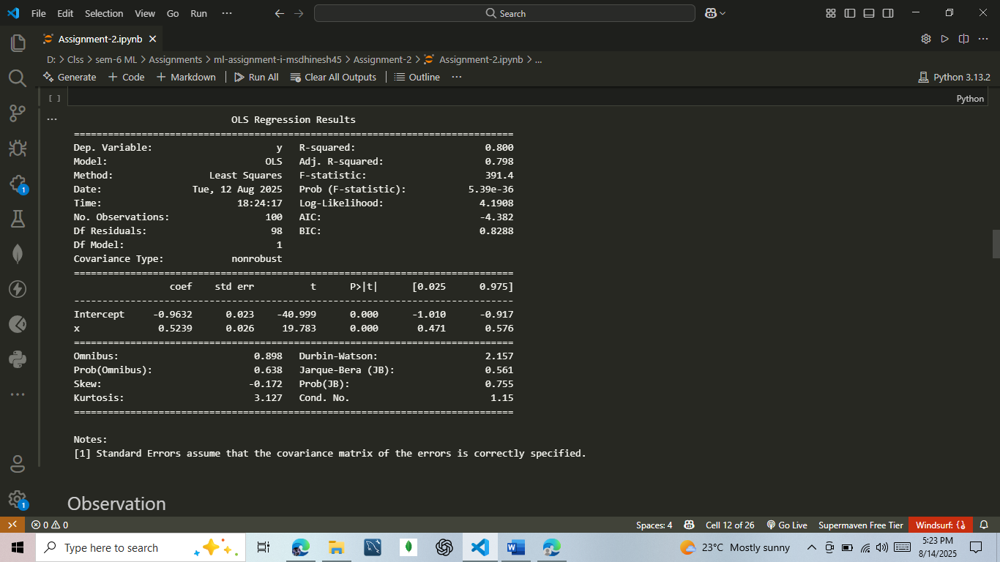 File Edit Selection View Go Run ··· Search
Assignment-2.ipynb
D: > Clss > sem-6 ML > Assignments > ml-assignment-i-msdhinesh45 > Assignment-2 > Assignment-2.ipynb > ...
Generate + Code + Markdown | Run All Clear All Outputs | Outline ··· Python 3.13.2
[ ] Python
OLS Regression Results
==============================================================================
Dep. Variable: y R-squared: 0.800
Model: OLS Adj. R-squared: 0.798
Method: Least Squares F-statistic: 391.4
Date: Tue, 12 Aug 2025 Prob (F-statistic): 5.39e-36
Time: 18:24:17 Log-Likelihood: 4.1908
No. Observations: 100 AIC: -4.382
Df Residuals: 98 BIC: 0.8288
Df Model: 1
Covariance Type: nonrobust
==============================================================================
coef std err t P>|t| [0.025 0.975]
------------------------------------------------------------------------------
Intercept -0.9632 0.023 -40.999 0.000 -1.010 -0.917
x 0.5239 0.026 19.783 0.000 0.471 0.576
==============================================================================
Omnibus: 0.898 Durbin-Watson: 2.157
Prob(Omnibus): 0.638 Jarque-Bera (JB): 0.561
Skew: -0.172 Prob(JB): 0.755
Kurtosis: 3.127 Cond. No. 1.15
==============================================================================
Notes:
[1] Standard Errors assume that the covariance matrix of the errors is correctly specified.
Observation
0 0 Spaces: 4 Cell 12 of 26 Go Live Supermaven Free Tier Windsurf: {}
Type here to search 23°C Mostly sunny 5:23 PM
8/14/2025